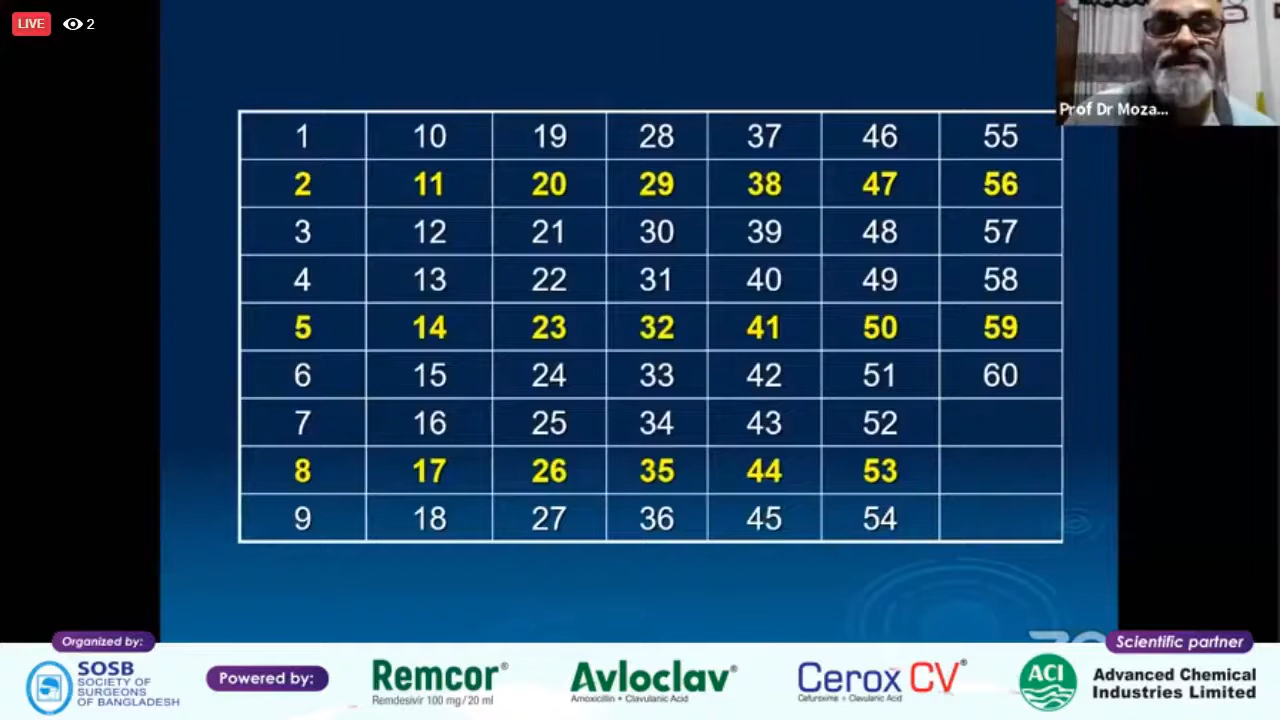 LIVE 2
Prof Dr Moza...
1 10 19 28 37 46 55
2 11 20 29 38 47 56
3 12 21 30 39 48 57
4 13 22 31 40 49 58
5 14 23 32 41 50 59
6 15 24 33 42 51 60
7 16 25 34 43 52
8 17 26 35 44 53
9 18 27 36 45 54
Organized by:
SOSB
SOCIETY OF
SURGEONS
OF BANGLADESH
Powered by:
Remcor®
Remdesivir 100 mg/20 ml
Avloclav®
Amoxicillin + Clavulanic Acid
Cerox CV®
Cefuroxime + Clavulanic Acid
Scientific partner
ACI
Advanced Chemical
Industries Limited